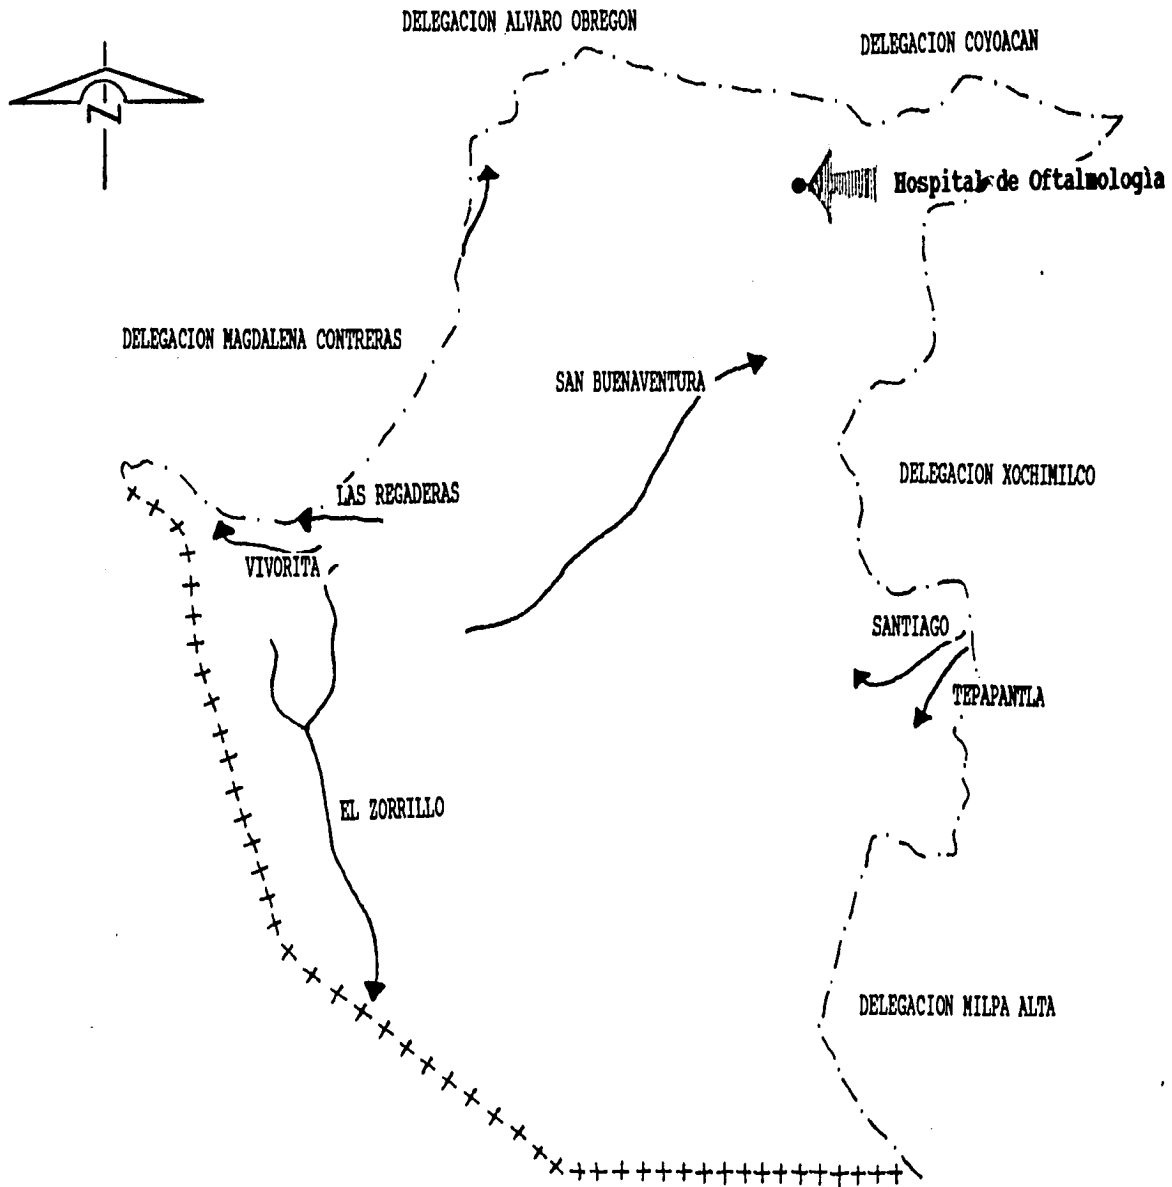 DELEGACION ALVARO OBREGON
DELEGACION COYOACAN
N
Hospital de Oftalmologìa
DELEGACION MAGDALENA CONTRERAS
SAN BUENAVENTURA
DELEGACION XOCHIMILCO
LAS REGADERAS
VIVORITA
SANTIAGO
TEPAPANTLA
EL ZORRILLO
DELEGACION MILPA ALTA